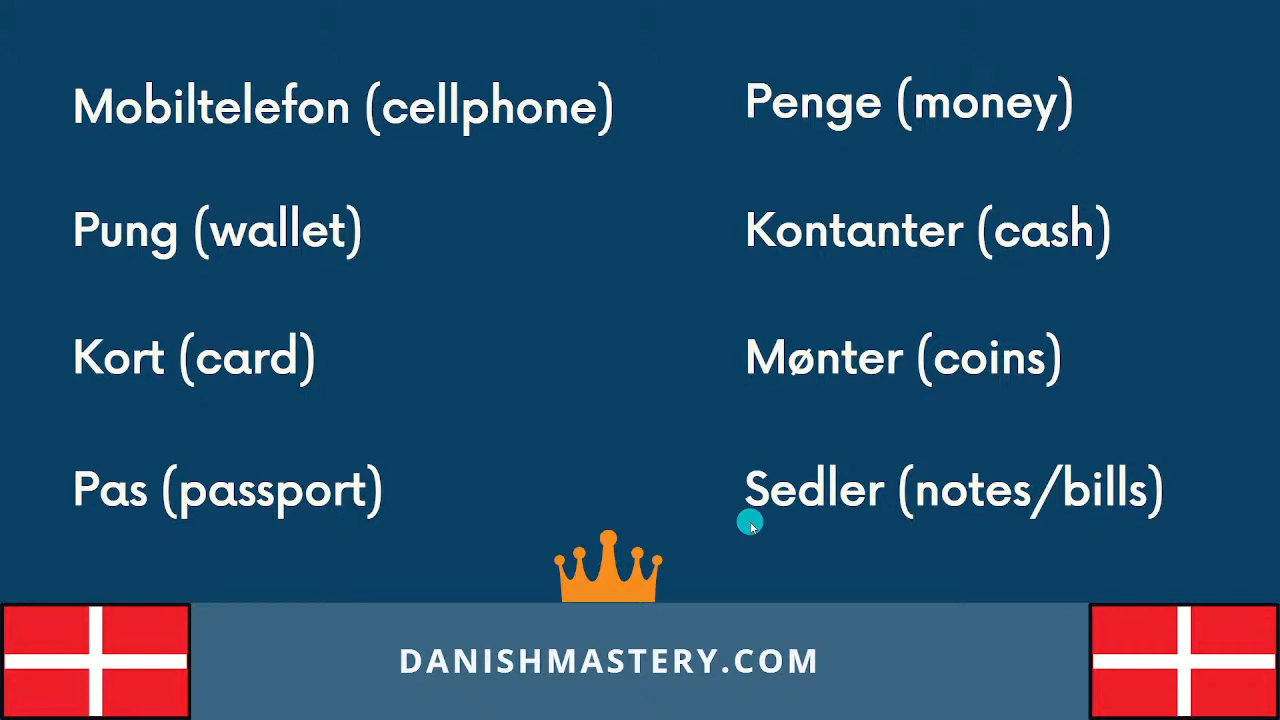 Mobiltelefon (cellphone)
Pung (wallet)
Kort (card)
Pas (passport)
Penge (money)
Kontanter (cash)
Mønter (coins)
Sedler (notes/bills)
DANISHMASTERY.COM